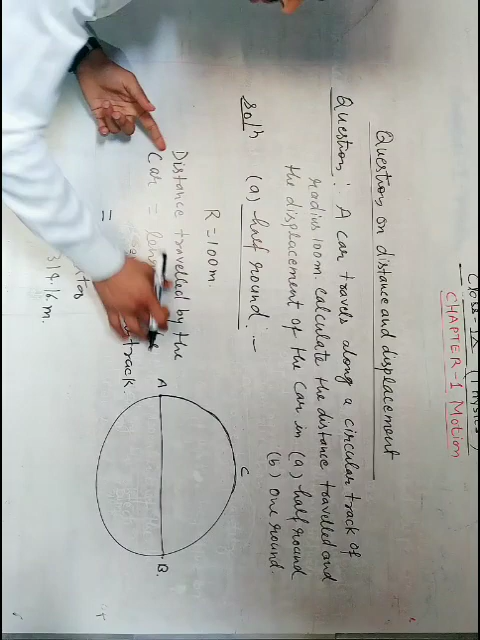 Class-IX (Physics)
CHAPTER-1 Motion
Question on distance and displacement
Question: A car travels along a circular track of
radius 100m. calculate the distance travelled and
the displacement of the car in (a) half round
(b) one round.
Solⁿ (a) half round :-
R = 100m.
Distance travelled by the
Car =
track.
=
314.16 m.
A
C
B.